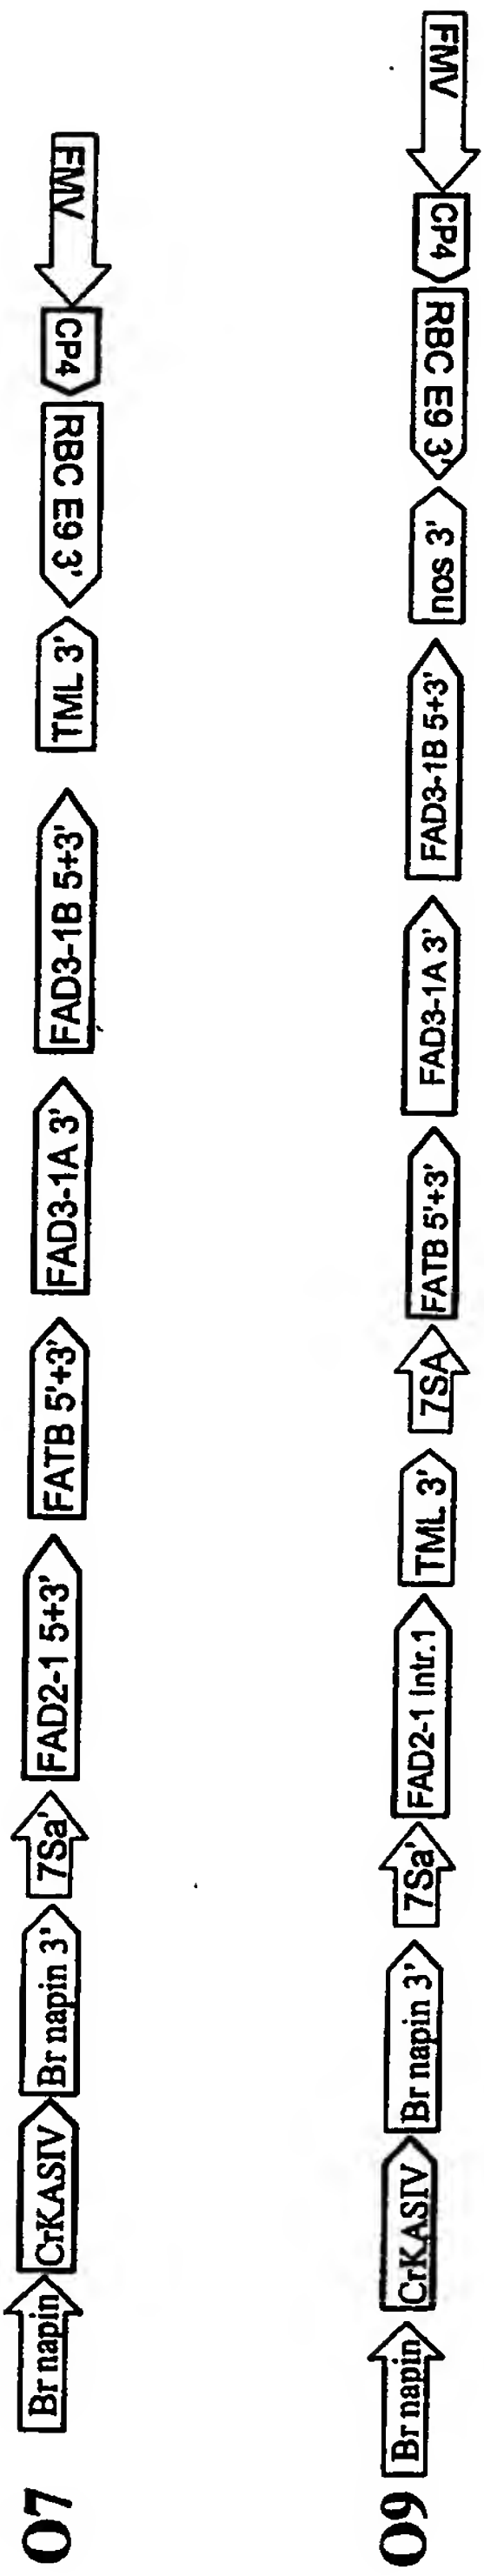 O7
Br napin
CrKASIV
Br napin 3'
7Sa'
FAD2-1 5+3'
FATB 5'+3'
FAD3-1A 3'
FAD3-1B 5+3'
TML 3'
RBC E9 3'
CP4
FMV
O9
Br napin
CrKASIV
Br napin 3'
7Sa'
FAD2-1 Intr.1
TML 3'
7SA
FATB 5'+3'
FAD3-1A 3'
FAD3-1B 5+3'
nos 3'
RBC E9 3'
CP4
FMV